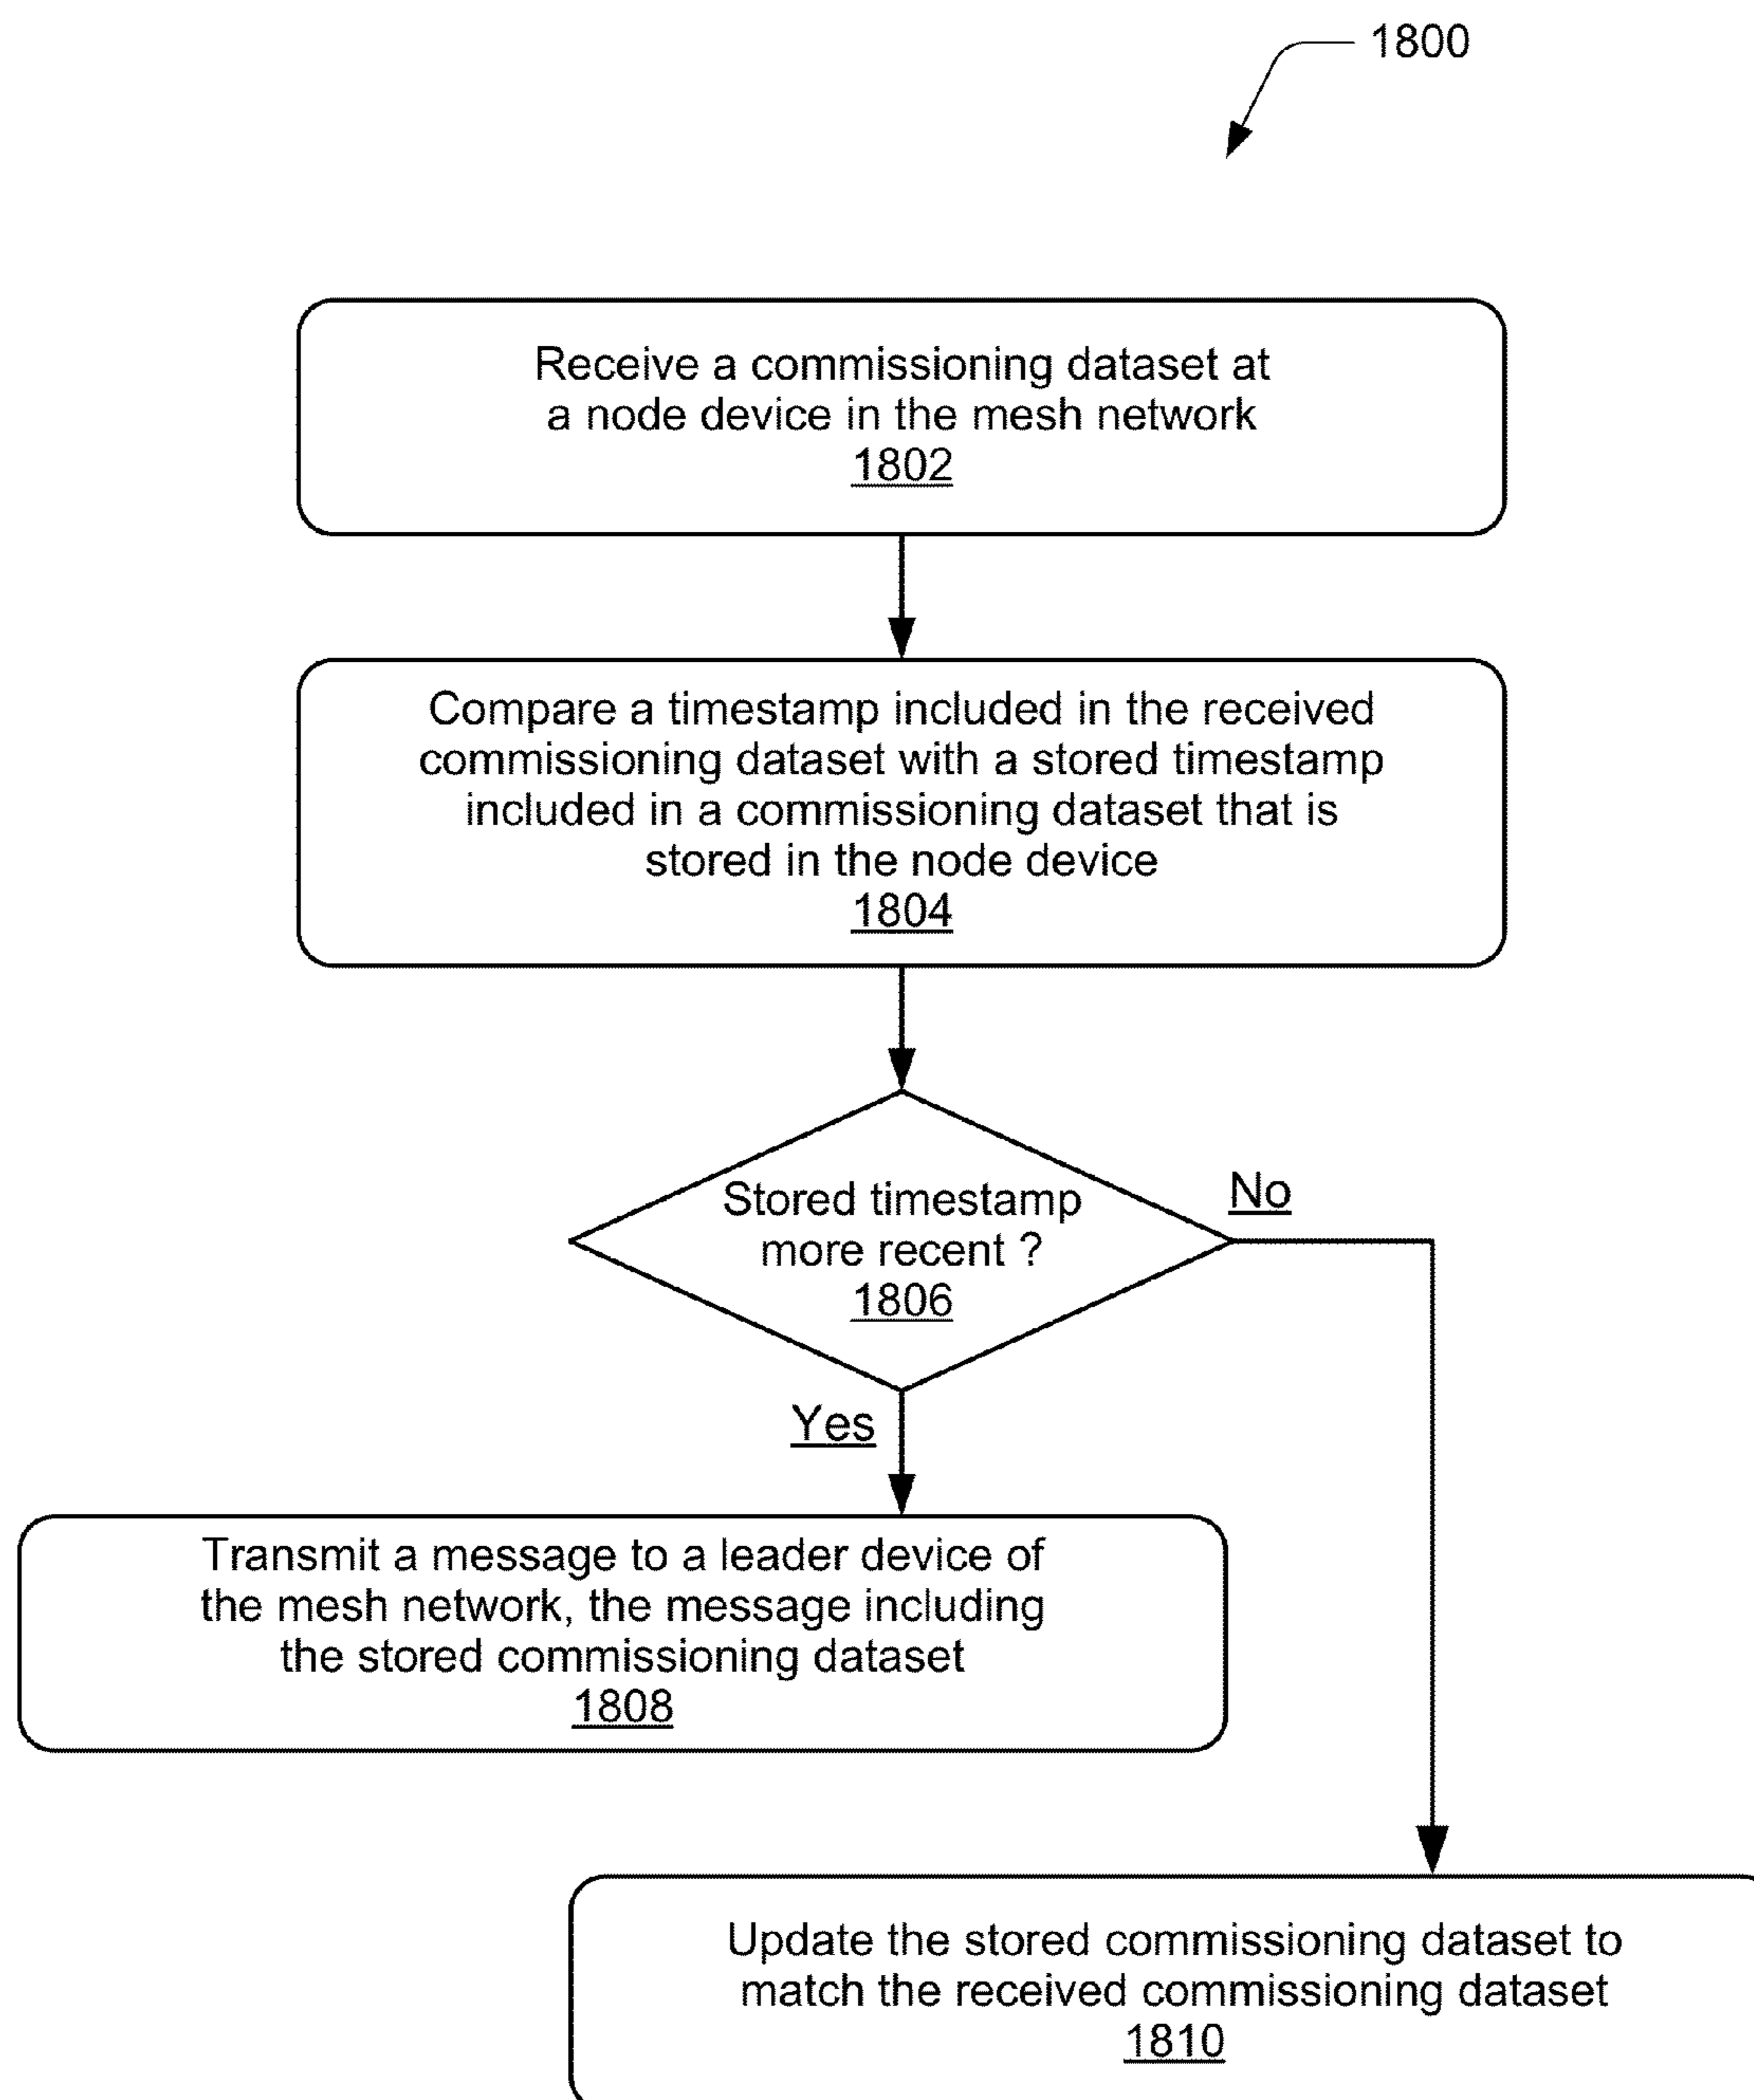 1800
Receive a commissioning dataset at
a node device in the mesh network
1802
Compare a timestamp included in the received
commissioning dataset with a stored timestamp
included in a commissioning dataset that is
stored in the node device
1804
Stored timestamp
more recent ?
1806
No
Yes
Transmit a message to a leader device of
the mesh network, the message including
the stored commissioning dataset
1808
Update the stored commissioning dataset to
match the received commissioning dataset
1810